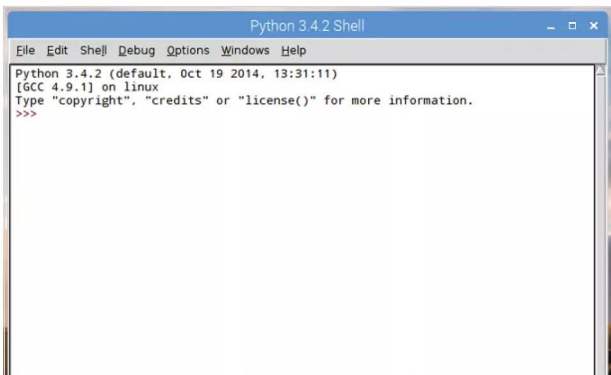 Python 3.4.2 Shell
File Edit Shell Debug Options Windows Help
Python 3.4.2 (default, Oct 19 2014, 13:31:11)
[GCC 4.9.1] on linux
Type "copyright", "credits" or "license()" for more information.
>>>